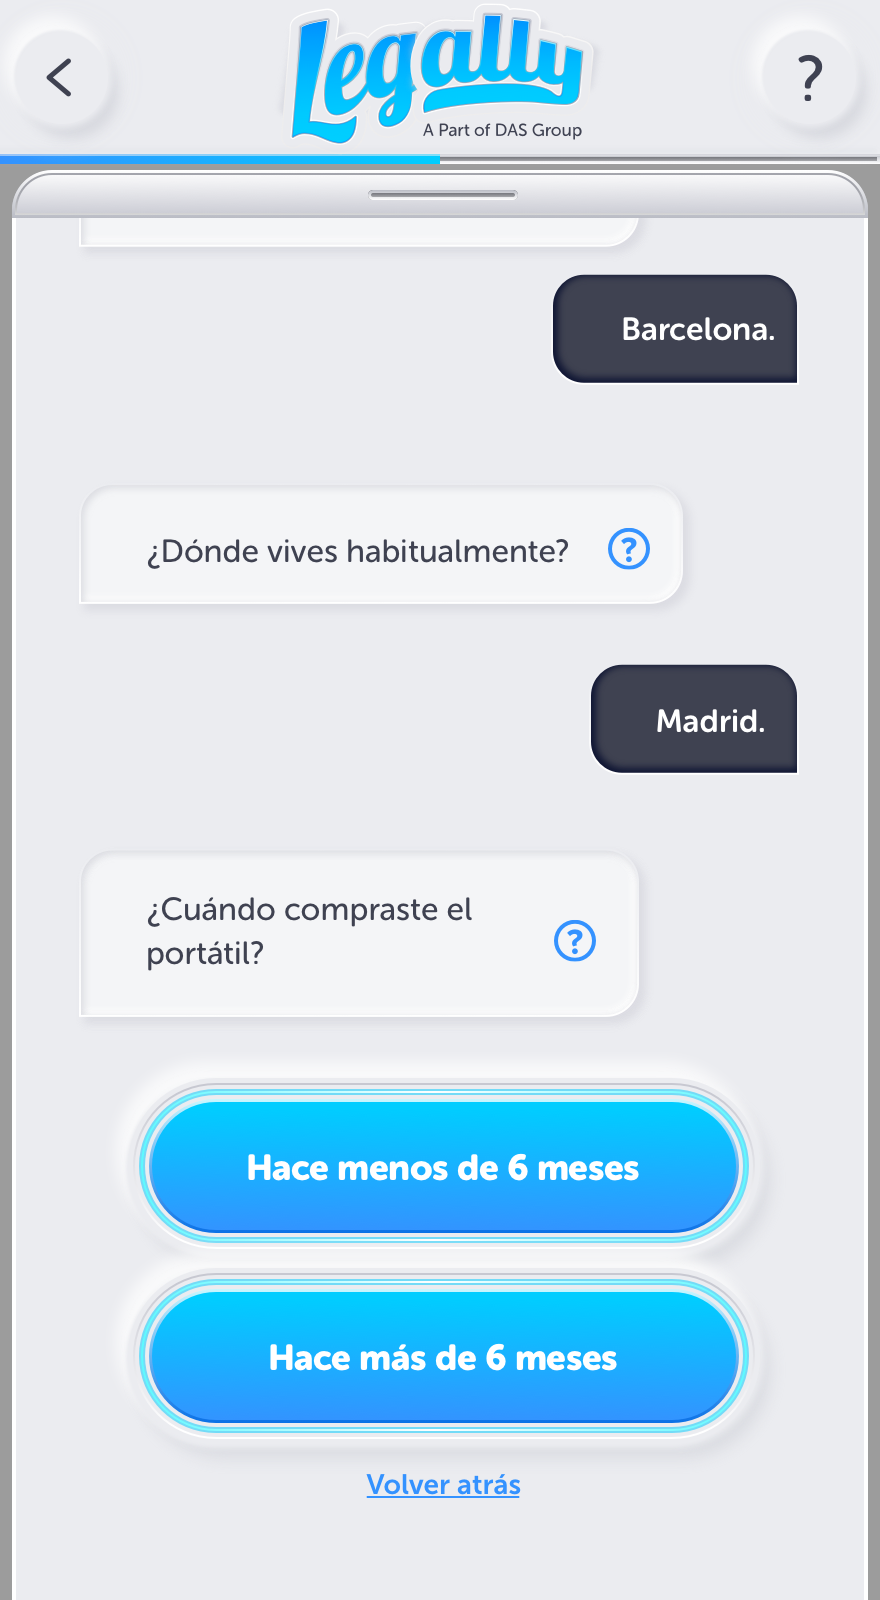 Legally
?
A Part of DAS Group
Barcelona.
¿Dónde vives habitualmente?
?
Madrid.
¿Cuándo compraste el
portátil?
?
Hace menos de 6 meses
Hace más de 6 meses
Volver atrás